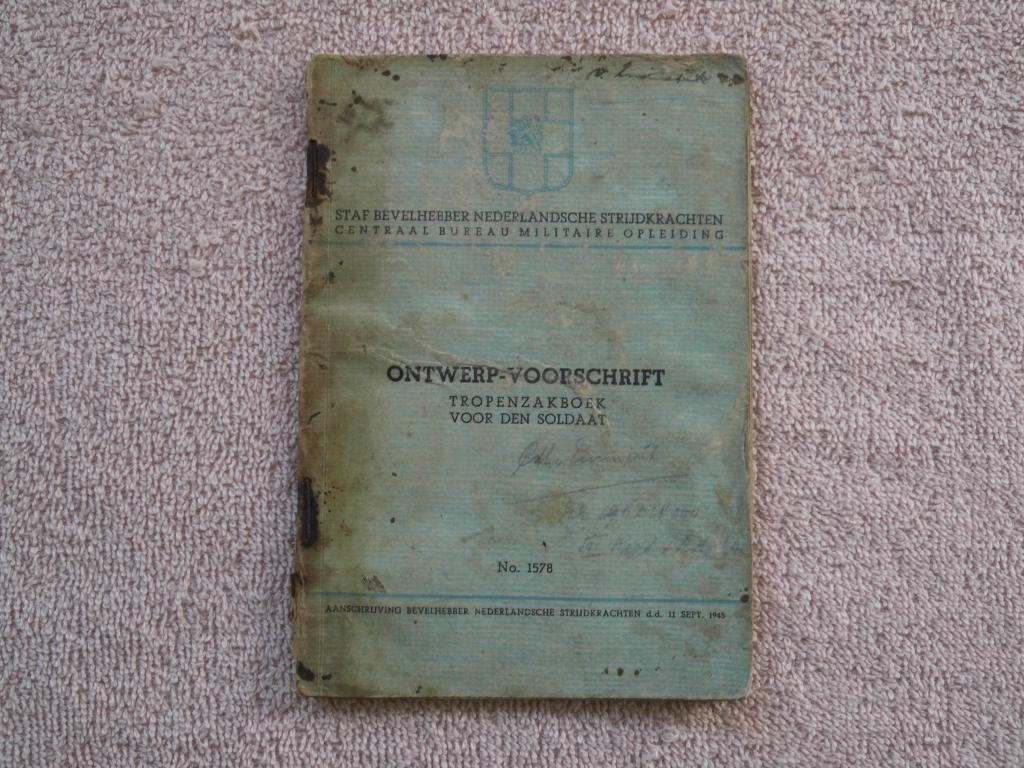 STAF BEVELHEBBER NEDERLANDSCHE STRIJDKRACHTEN
CENTRAAL BUREAU MILITAIRE OPLEIDING
ONTWERP-VOORSCHRIFT
TROPENZAKBOEK
VOOR DEN SOLDAAT
No. 1578
AANSCHRIJVING BEVELHEBBER NEDERLANDSCHE STRIJDKRACHTEN d.d. 11 SEPT. 1945